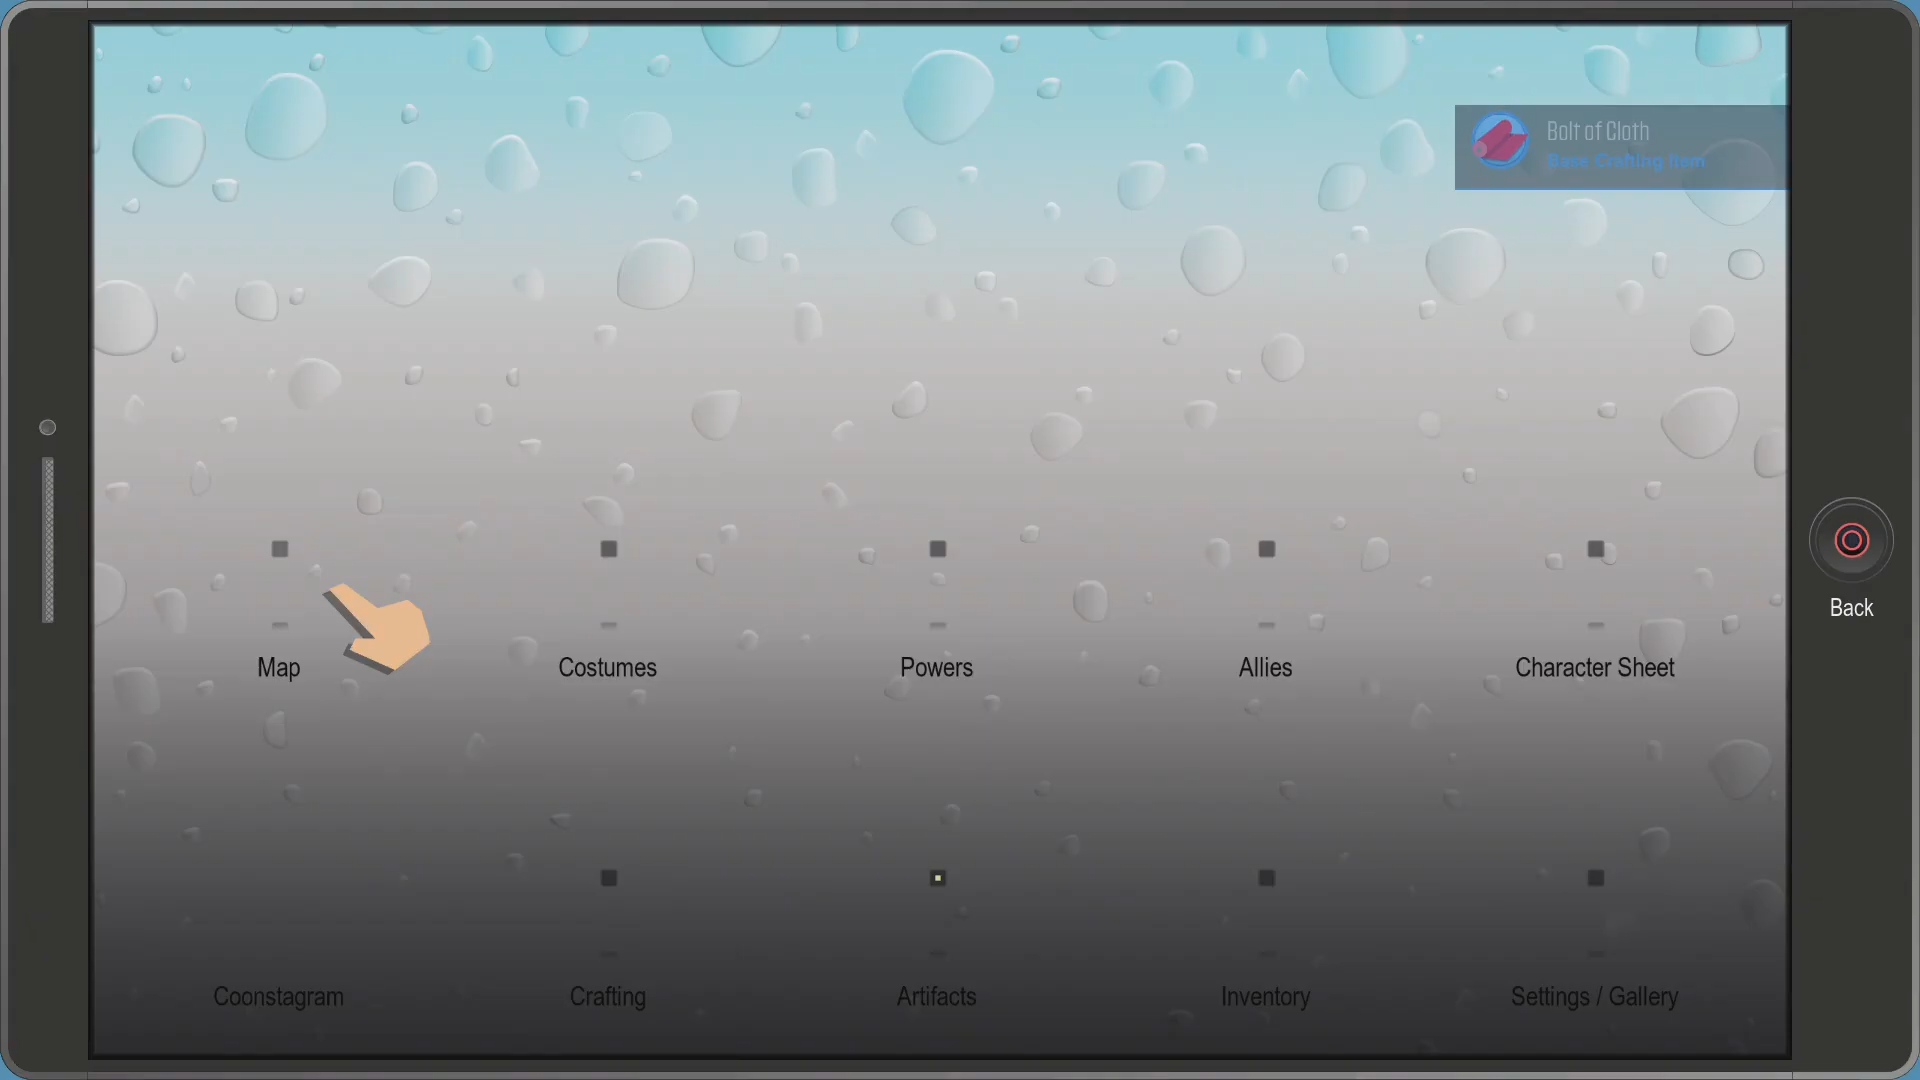 Bolt of Cloth
Base Crafting Item
Back
Map
Costumes
Powers
Allies
Character Sheet
Coonstagram
Crafting
Artifacts
Inventory
Settings / Gallery